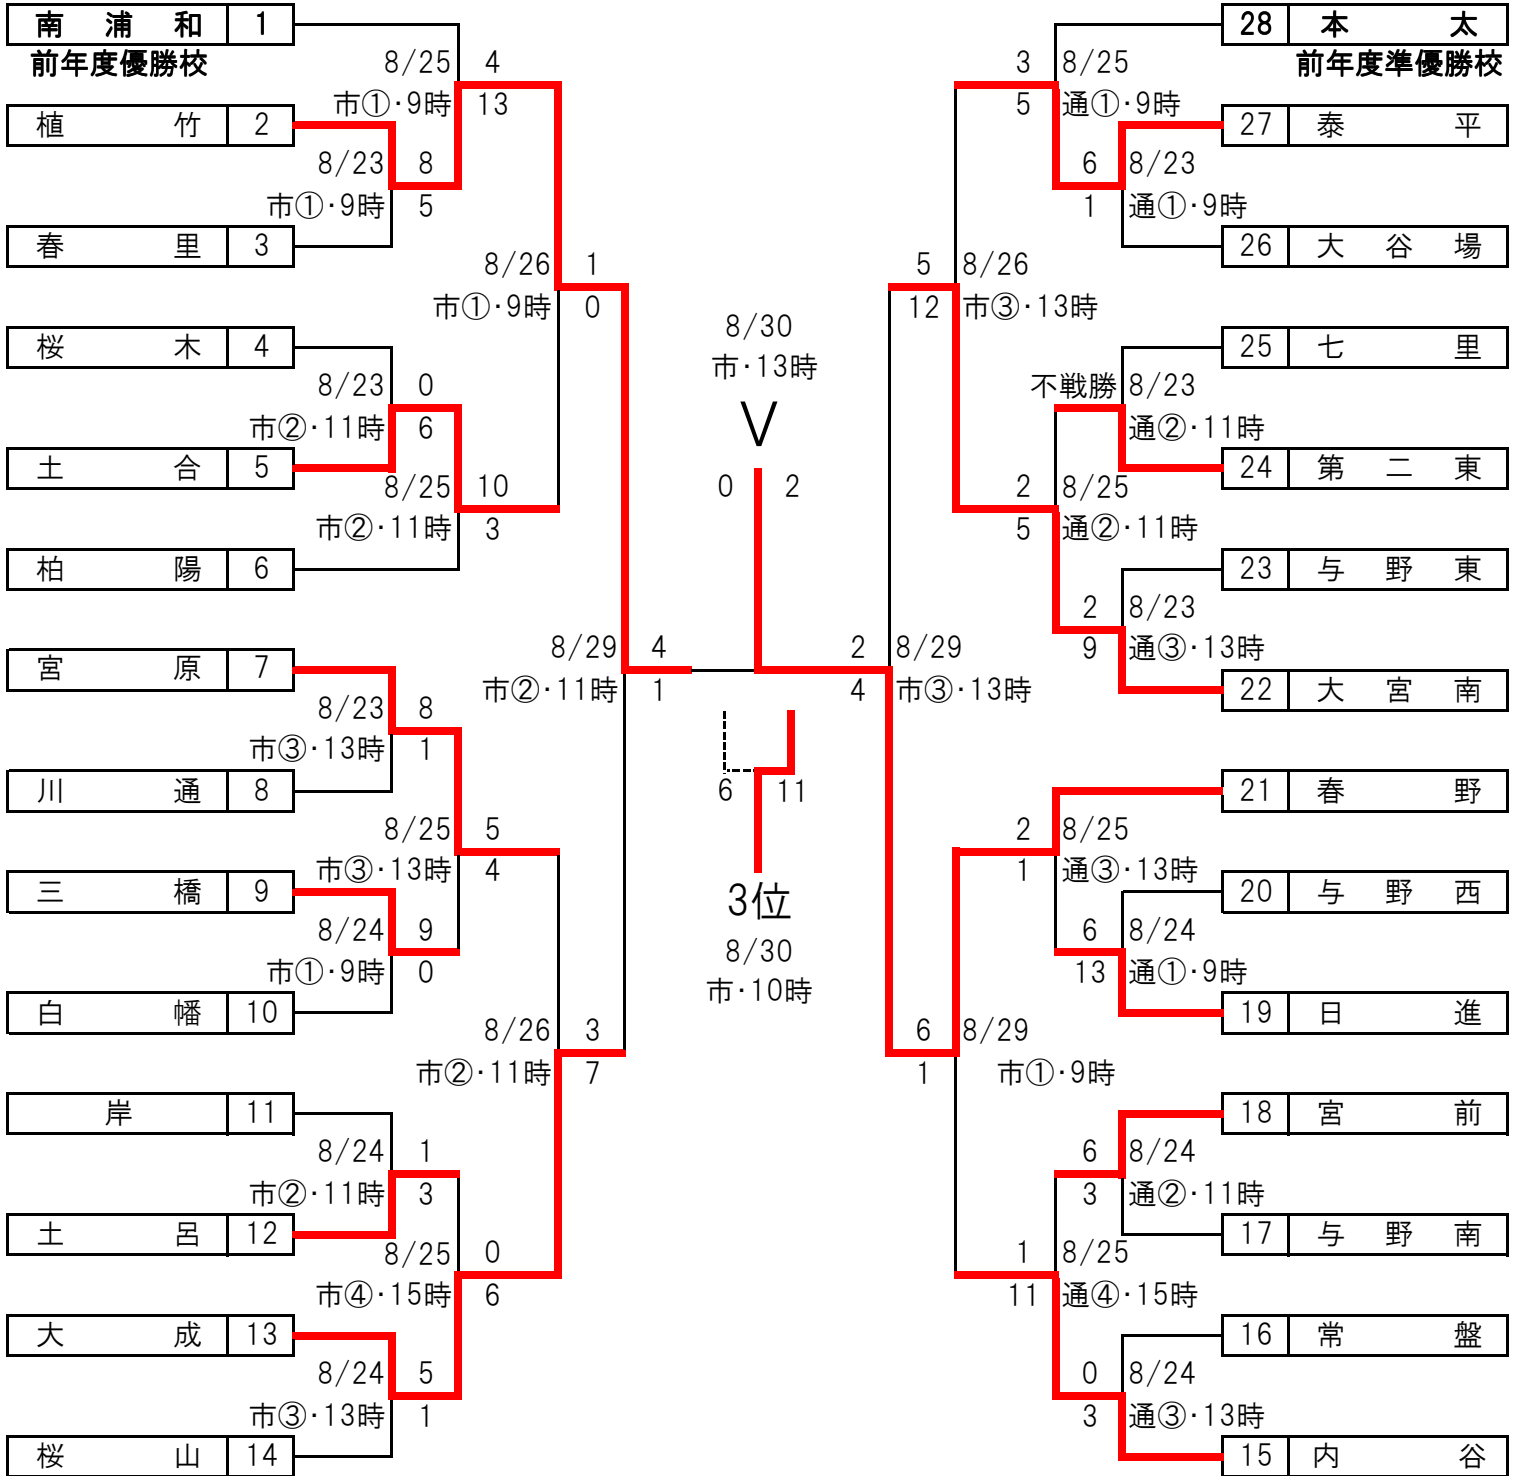 南浦和 1
前年度優勝校
8/25 4
市①・9時 13
植竹 2
8/23 8
市①・9時 5
春里 3
8/26 1
市①・9時 0
桜木 4
8/23 0
市②・11時 6
土合 5
8/25 10
市②・11時 3
柏陽 6
8/29 4
市②・11時 1
宮原 7
8/23 8
市③・13時 1
川通 8
8/25 5
市③・13時 4
三橋 9
8/24 9
市①・9時 0
白幡 10
8/26 3
市②・11時 7
岸 11
8/24 1
市②・11時 3
土呂 12
8/25 0
市④・15時 6
大成 13
8/24 5
市③・13時 1
桜山 14
8/30
市・13時
V
0 2
6 11
3位
8/30
市・10時
28 本太
前年度準優勝校
3 8/25
5 通①・9時
27 泰平
6 8/23
1 通①・9時
26 大谷場
5 8/26
12 市③・13時
25 七里
不戦勝 8/23
通②・11時
24 第二東
2 8/25
5 通②・11時
23 与野東
2 8/23
9 通③・13時
22 大宮南
2 8/29
4 市③・13時
21 春野
2 8/25
1 通③・13時
20 与野西
6 8/24
13 通①・9時
19 日進
6 8/29
1 市①・9時
18 宮前
6 8/24
3 通②・11時
17 与野南
1 8/25
11 通④・15時
16 常盤
0 8/24
3 通③・13時
15 内谷